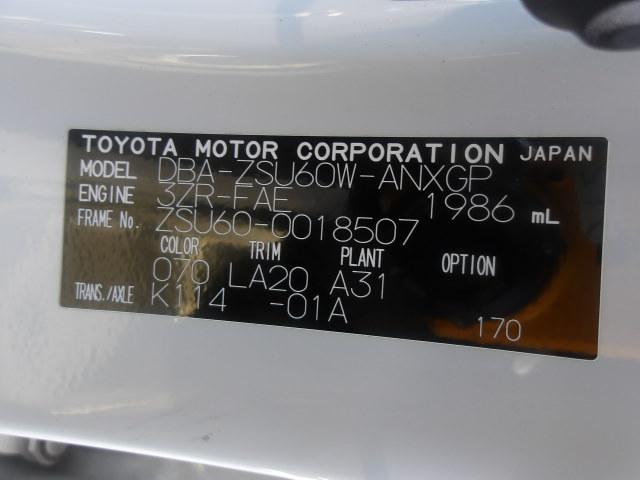 TOYOTA MOTOR CORPORATION JAPAN
MODEL DBA-ZSU60W-ANXGP
ENGINE 3ZR-FAE 1986 mL
FRAME No. ZSU60-0018507
COLOR TRIM PLANT OPTION
070 LA20 A31
TRANS./AXLE K114 -01A
170